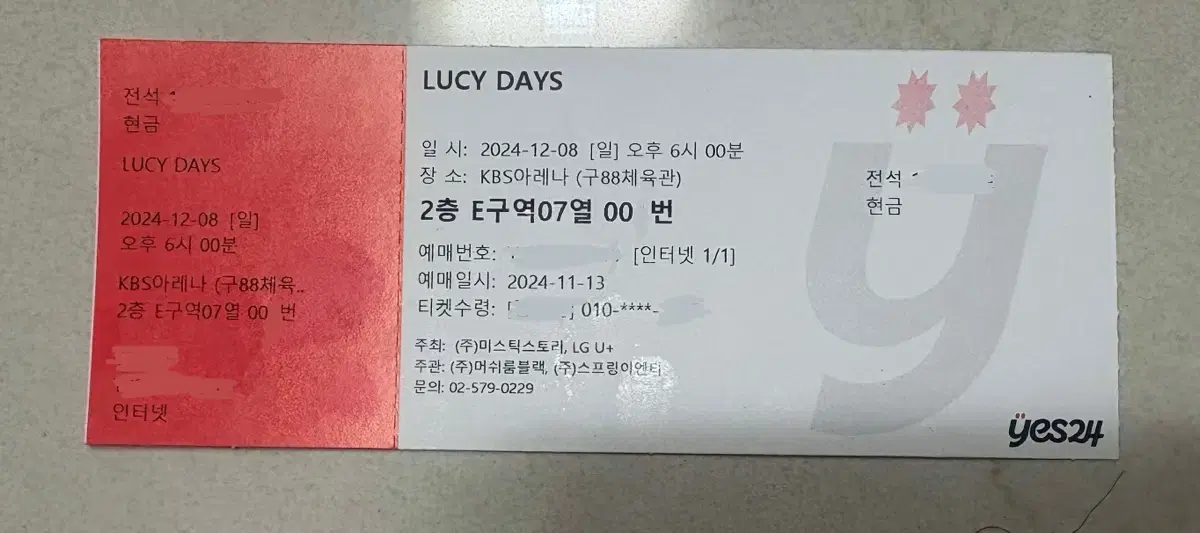 전석
현금
LUCY DAYS
2024-12-08 [일]
오후 6시 00분
KBS아레나 (구88체육..
2층 E구역07열 00 번
인터넷
LUCY DAYS
일 시: 2024-12-08 [일] 오후 6시 00분
장 소: KBS아레나 (구88체육관)
2층 E구역07열 00 번
예매번호: [인터넷 1/1]
예매일시: 2024-11-13
티켓수령: [ ] 010-****-
주최: (주)미스틱스토리, LG U+
주관: (주)머쉬룸블랙, (주)스프링이엔티
문의: 02-579-0229
전석
현금
ÿ
yes24